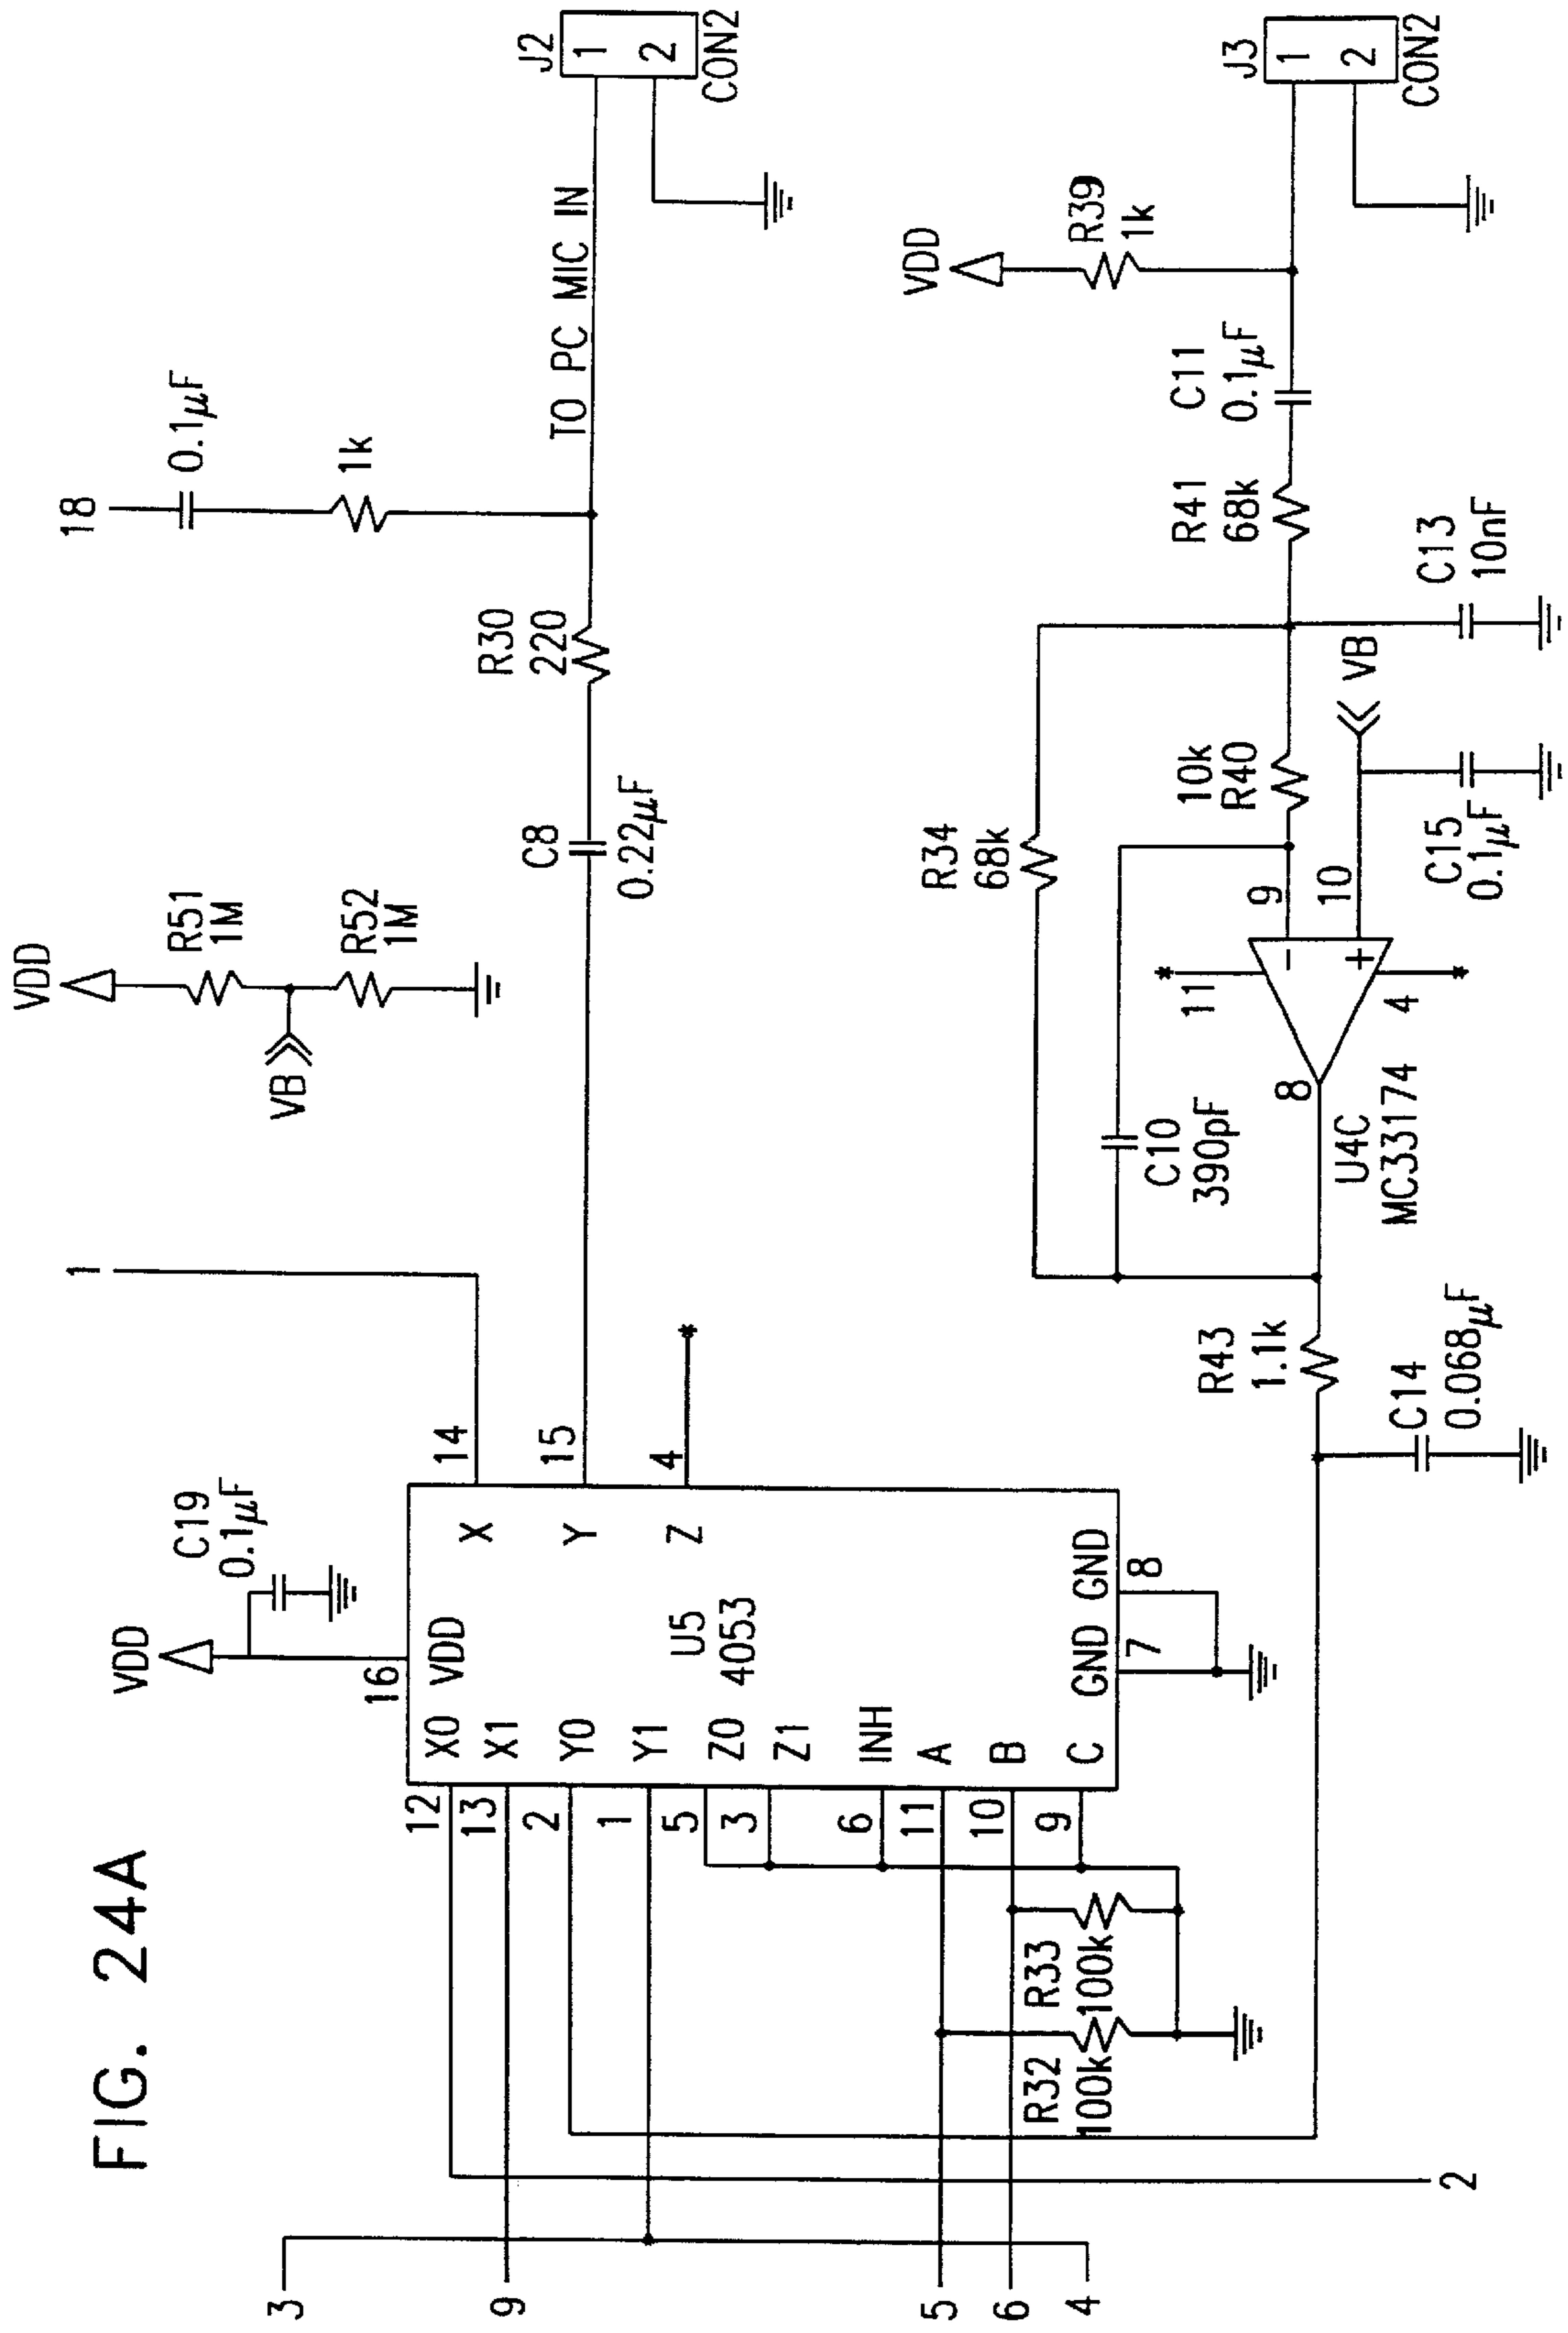 FIG. 24A
VDD
C19
0.1µF
16
VDD
12
X0
13
X1
2
Y0
1
Y1
5
Z0
3
Z1
6
INH
11
A
10
B
9
C
U5
4053
X
14
Y
15
Z
4
GND
7
GND
8
1
3
9
5
6
4
2
R32
100k
R33
100k
VDD
R51
1M
VB
R52
1M
C8
0.22µF
R30
220
18
0.1µF
1k
TO PC MIC IN
J2
1
2
CON2
R43
1.1k
C14
0.068µF
C10
390pF
R34
68k
8
U4C
MC33174
11
4
9
-
10
+
10k
R40
C15
0.1µF
VB
C13
10nF
R41
68k
C11
0.1µF
VDD
R39
1k
J3
1
2
CON2